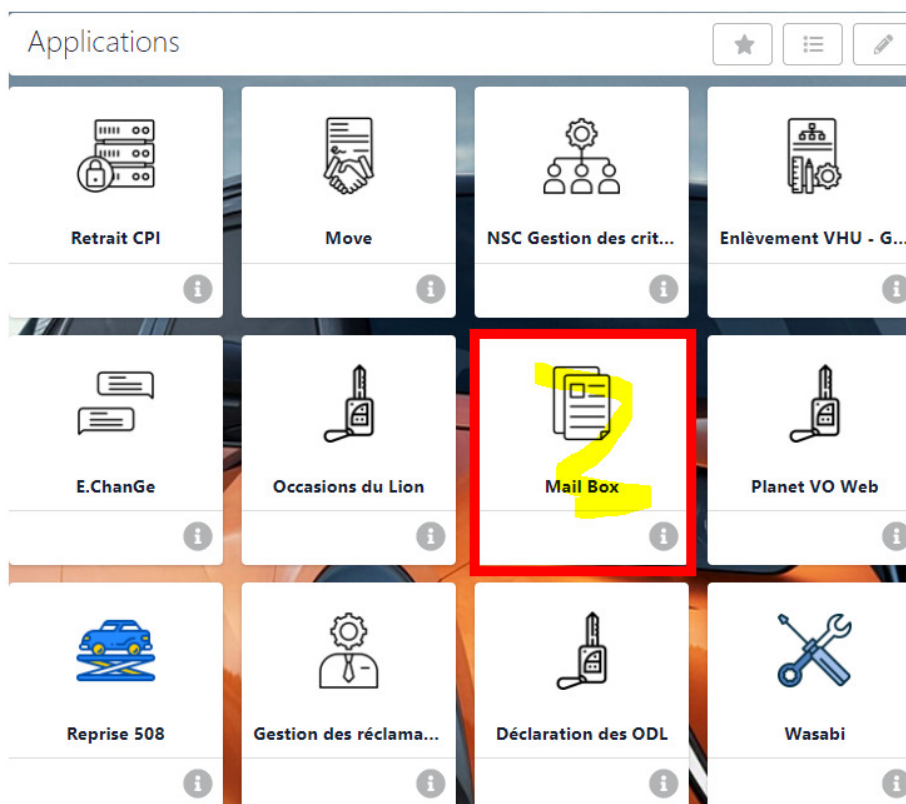 Applications
Retrait CPI
Move
NSC Gestion des crit...
Enlèvement VHU - G...
E.ChanGe
Occasions du Lion
2
Mail Box
Planet VO Web
Reprise 508
Gestion des réclama...
Déclaration des ODL
Wasabi